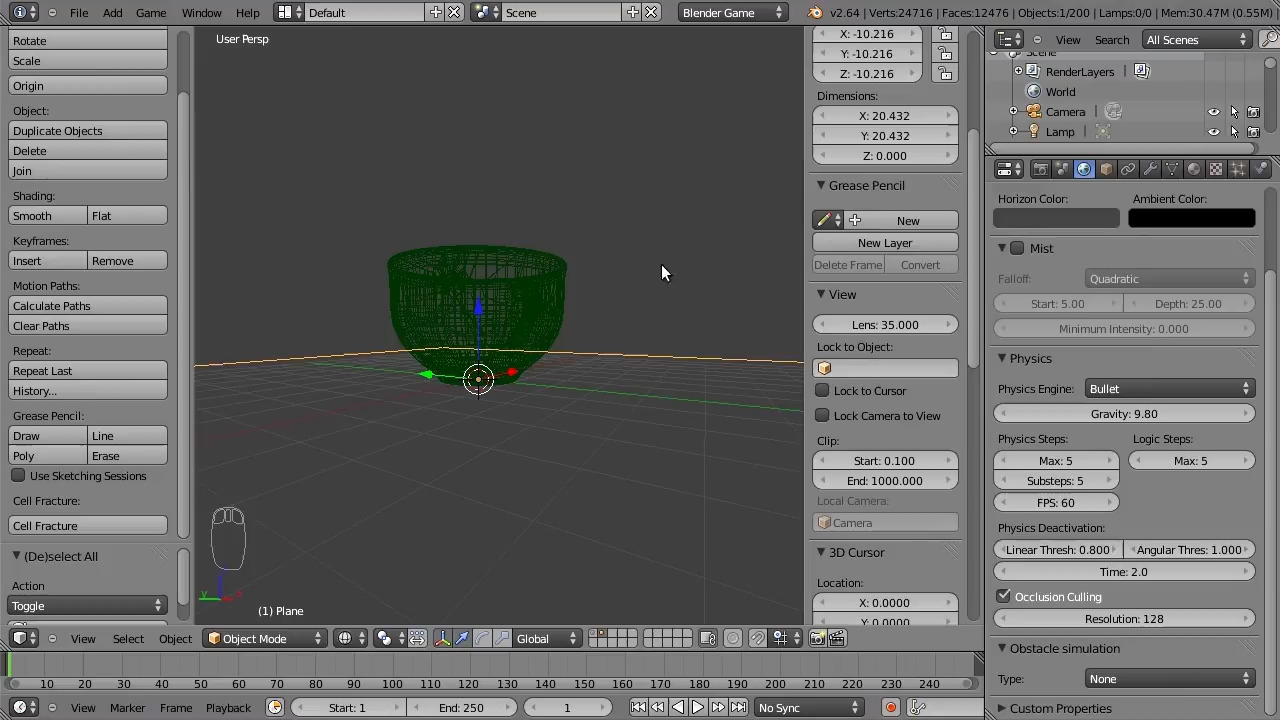 File Add Game Window Help Default Scene Blender Game v2.64 | Verts:24716 | Faces:12476 | Objects:1/200 | Lamps:0/0 | Mem:30.47M (0.55M)
Rotate
Scale
Origin
Object:
Duplicate Objects
Delete
Join
Shading:
Smooth Flat
Keyframes:
Insert Remove
Motion Paths:
Calculate Paths
Clear Paths
Repeat:
Repeat Last
History...
Grease Pencil:
Draw Line
Poly Erase
Use Sketching Sessions
Cell Fracture:
Cell Fracture
(De)select All
Action
Toggle
User Persp
(1) Plane
X: -10.216
Y: -10.216
Z: -10.216
Dimensions:
X: 20.432
Y: 20.432
Z: 0.000
Grease Pencil
New
New Layer
Delete Frame Convert
View
Lens: 35.000
Lock to Object:
Lock to Cursor
Lock Camera to View
Clip:
Start: 0.100
End: 1000.000
Local Camera:
Camera
3D Cursor
Location:
X: 0.0000
Y: 0.0000
View Search All Scenes
Scene
RenderLayers
World
Camera
Lamp
Horizon Color: Ambient Color:
Mist
Falloff: Quadratic
Start: 5.00 Depth: 25.00
Minimum Intensity: 0.000
Physics
Physics Engine: Bullet
Gravity: 9.80
Physics Steps: Logic Steps:
Max: 5 Max: 5
Substeps: 5
FPS: 60
Physics Deactivation:
Linear Thresh: 0.800 Angular Thres: 1.000
Time: 2.0
Occlusion Culling
Resolution: 128
Obstacle simulation
Type: None
Custom Properties
View Select Object Object Mode Global
10 20 30 40 50 60 70 80 90 100 110 120 130 140 150 160 170 180 190 200 210 220 230 240
View Marker Frame Playback Start: 1 End: 250 1 No Sync